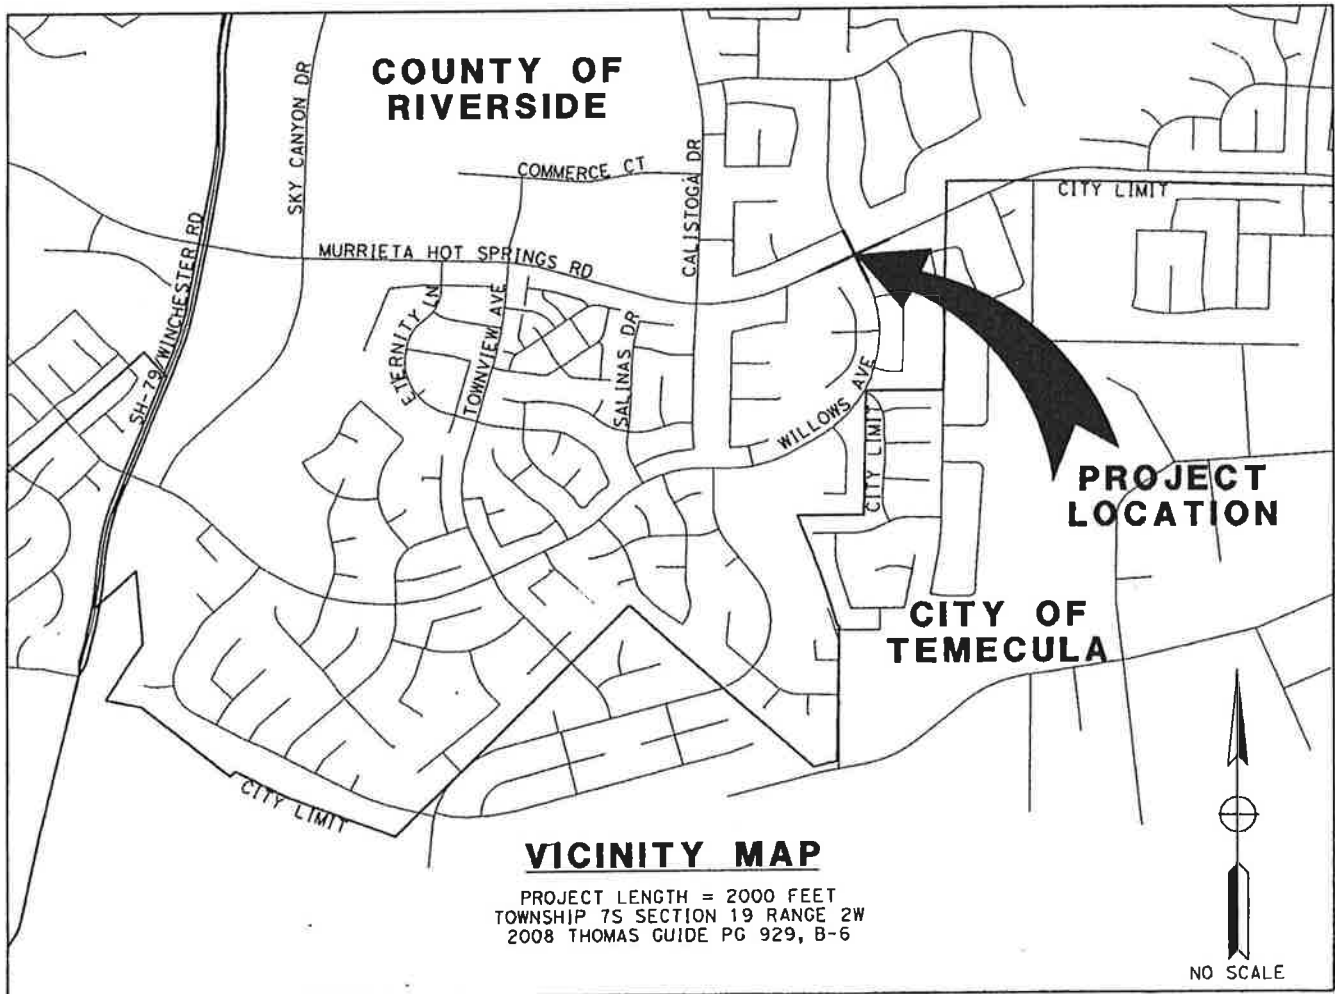 COUNTY OF
RIVERSIDE
SKY CANYON DR
COMMERCE CT
CALISTOGA DR
CITY LIMIT
SH-79/WINCHESTER RD
MURRIETA HOT SPRINGS RD
ETERNITY LN
TOWNVIEW AVE
SALINAS DR
WILLOWS AVE
CITY LIMIT
PROJECT
LOCATION
CITY OF
TEMECULA
CITY LIMIT
VICINITY MAP
PROJECT LENGTH = 2000 FEET
TOWNSHIP 7S SECTION 19 RANGE 2W
2008 THOMAS GUIDE PG 929, B-6
NO SCALE